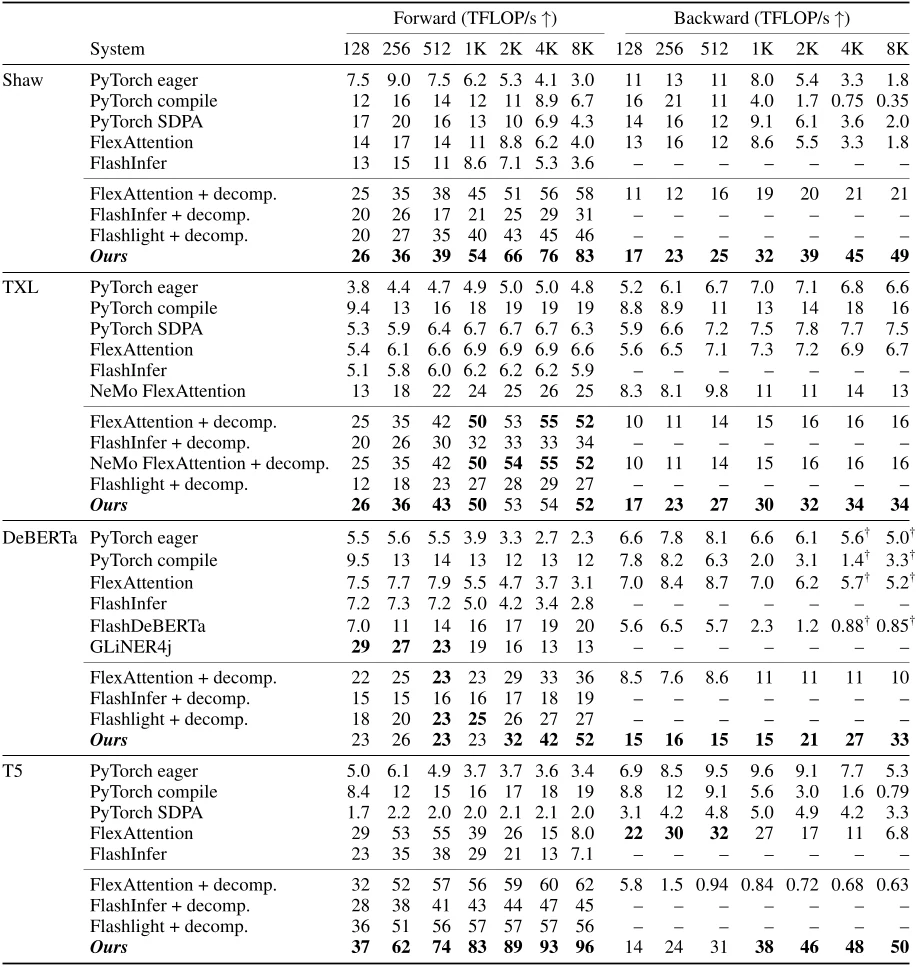 Forward (TFLOP/s ↑) Backward (TFLOP/s ↑)
System 128 256 512 1K 2K 4K 8K 128 256 512 1K 2K 4K 8K
Shaw PyTorch eager 7.5 9.0 7.5 6.2 5.3 4.1 3.0 11 13 11 8.0 5.4 3.3 1.8
PyTorch compile 12 16 14 12 11 8.9 6.7 16 21 11 4.0 1.7 0.75 0.35
PyTorch SDPA 17 20 16 13 10 6.9 4.3 14 16 12 9.1 6.1 3.6 2.0
FlexAttention 14 17 14 11 8.8 6.2 4.0 13 16 12 8.6 5.5 3.3 1.8
FlashInfer 13 15 11 8.6 7.1 5.3 3.6 – – – – – – –
FlexAttention + decomp. 25 35 38 45 51 56 58 11 12 16 19 20 21 21
FlashInfer + decomp. 20 26 17 21 25 29 31 – – – – – – –
Flashlight + decomp. 20 27 35 40 43 45 46 – – – – – – –
Ours 26 36 39 54 66 76 83 17 23 25 32 39 45 49
TXL PyTorch eager 3.8 4.4 4.7 4.9 5.0 5.0 4.8 5.2 6.1 6.7 7.0 7.1 6.8 6.6
PyTorch compile 9.4 13 16 18 19 19 19 8.8 8.9 11 13 14 18 16
PyTorch SDPA 5.3 5.9 6.4 6.7 6.7 6.7 6.3 5.9 6.6 7.2 7.5 7.8 7.7 7.5
FlexAttention 5.4 6.1 6.6 6.9 6.9 6.9 6.6 5.6 6.5 7.1 7.3 7.2 6.9 6.7
FlashInfer 5.1 5.8 6.0 6.2 6.2 6.2 5.9 – – – – – – –
NeMo FlexAttention 13 18 22 24 25 26 25 8.3 8.1 9.8 11 11 14 13
FlexAttention + decomp. 25 35 42 50 53 55 52 10 11 14 15 16 16 16
FlashInfer + decomp. 20 26 30 32 33 33 34 – – – – – – –
NeMo FlexAttention + decomp. 25 35 42 50 54 55 52 10 11 14 15 16 16 16
Flashlight + decomp. 12 18 23 27 28 29 27 – – – – – – –
Ours 26 36 43 50 53 54 52 17 23 27 30 32 34 34
DeBERTa PyTorch eager 5.5 5.6 5.5 3.9 3.3 2.7 2.3 6.6 7.8 8.1 6.6 6.1 5.6† 5.0†
PyTorch compile 9.5 13 14 13 12 13 12 7.8 8.2 6.3 2.0 3.1 1.4† 3.3†
FlexAttention 7.5 7.7 7.9 5.5 4.7 3.7 3.1 7.0 8.4 8.7 7.0 6.2 5.7† 5.2†
FlashInfer 7.2 7.3 7.2 5.0 4.2 3.4 2.8 – – – – – – –
FlashDeBERTa 7.0 11 14 16 17 19 20 5.6 6.5 5.7 2.3 1.2 0.88† 0.85†
GLiNER4j 29 27 23 19 16 13 13 – – – – – – –
FlexAttention + decomp. 22 25 23 23 29 33 36 8.5 7.6 8.6 11 11 11 10
FlashInfer + decomp. 15 15 16 16 17 18 19 – – – – – – –
Flashlight + decomp. 18 20 23 25 26 27 27 – – – – – – –
Ours 23 26 23 23 32 42 52 15 16 15 15 21 27 33
T5 PyTorch eager 5.0 6.1 4.9 3.7 3.7 3.6 3.4 6.9 8.5 9.5 9.6 9.1 7.7 5.3
PyTorch compile 8.4 12 15 16 17 18 19 8.8 12 9.1 5.6 3.0 1.6 0.79
PyTorch SDPA 1.7 2.2 2.0 2.0 2.1 2.1 2.0 3.1 4.2 4.8 5.0 4.9 4.2 3.3
FlexAttention 29 53 55 39 26 15 8.0 22 30 32 27 17 11 6.8
FlashInfer 23 35 38 29 21 13 7.1 – – – – – – –
FlexAttention + decomp. 32 52 57 56 59 60 62 5.8 1.5 0.94 0.84 0.72 0.68 0.63
FlashInfer + decomp. 28 38 41 43 44 47 45 – – – – – – –
Flashlight + decomp. 36 51 56 57 57 57 56 – – – – – – –
Ours 37 62 74 83 89 93 96 14 24 31 38 46 48 50